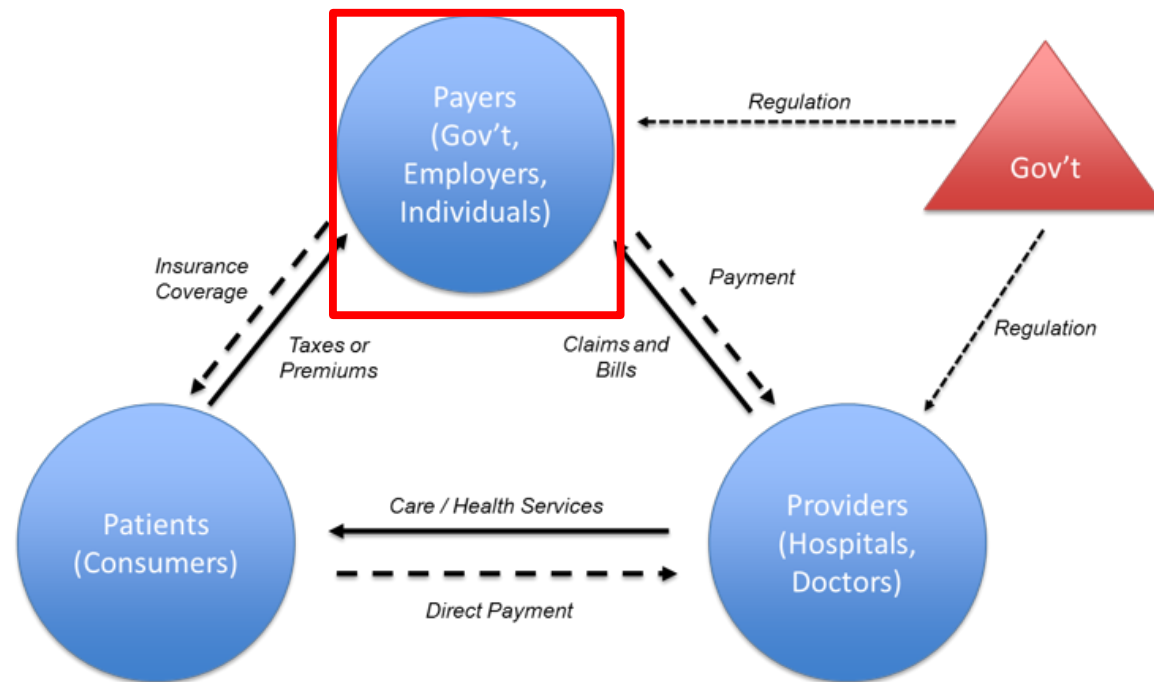 Payers
(Gov't,
Employers,
Individuals)
Regulation
Gov't
Insurance
Coverage
Payment
Taxes or
Premiums
Claims and
Bills
Regulation
Care / Health Services
Patients
(Consumers)
Providers
(Hospitals,
Doctors)
Direct Payment